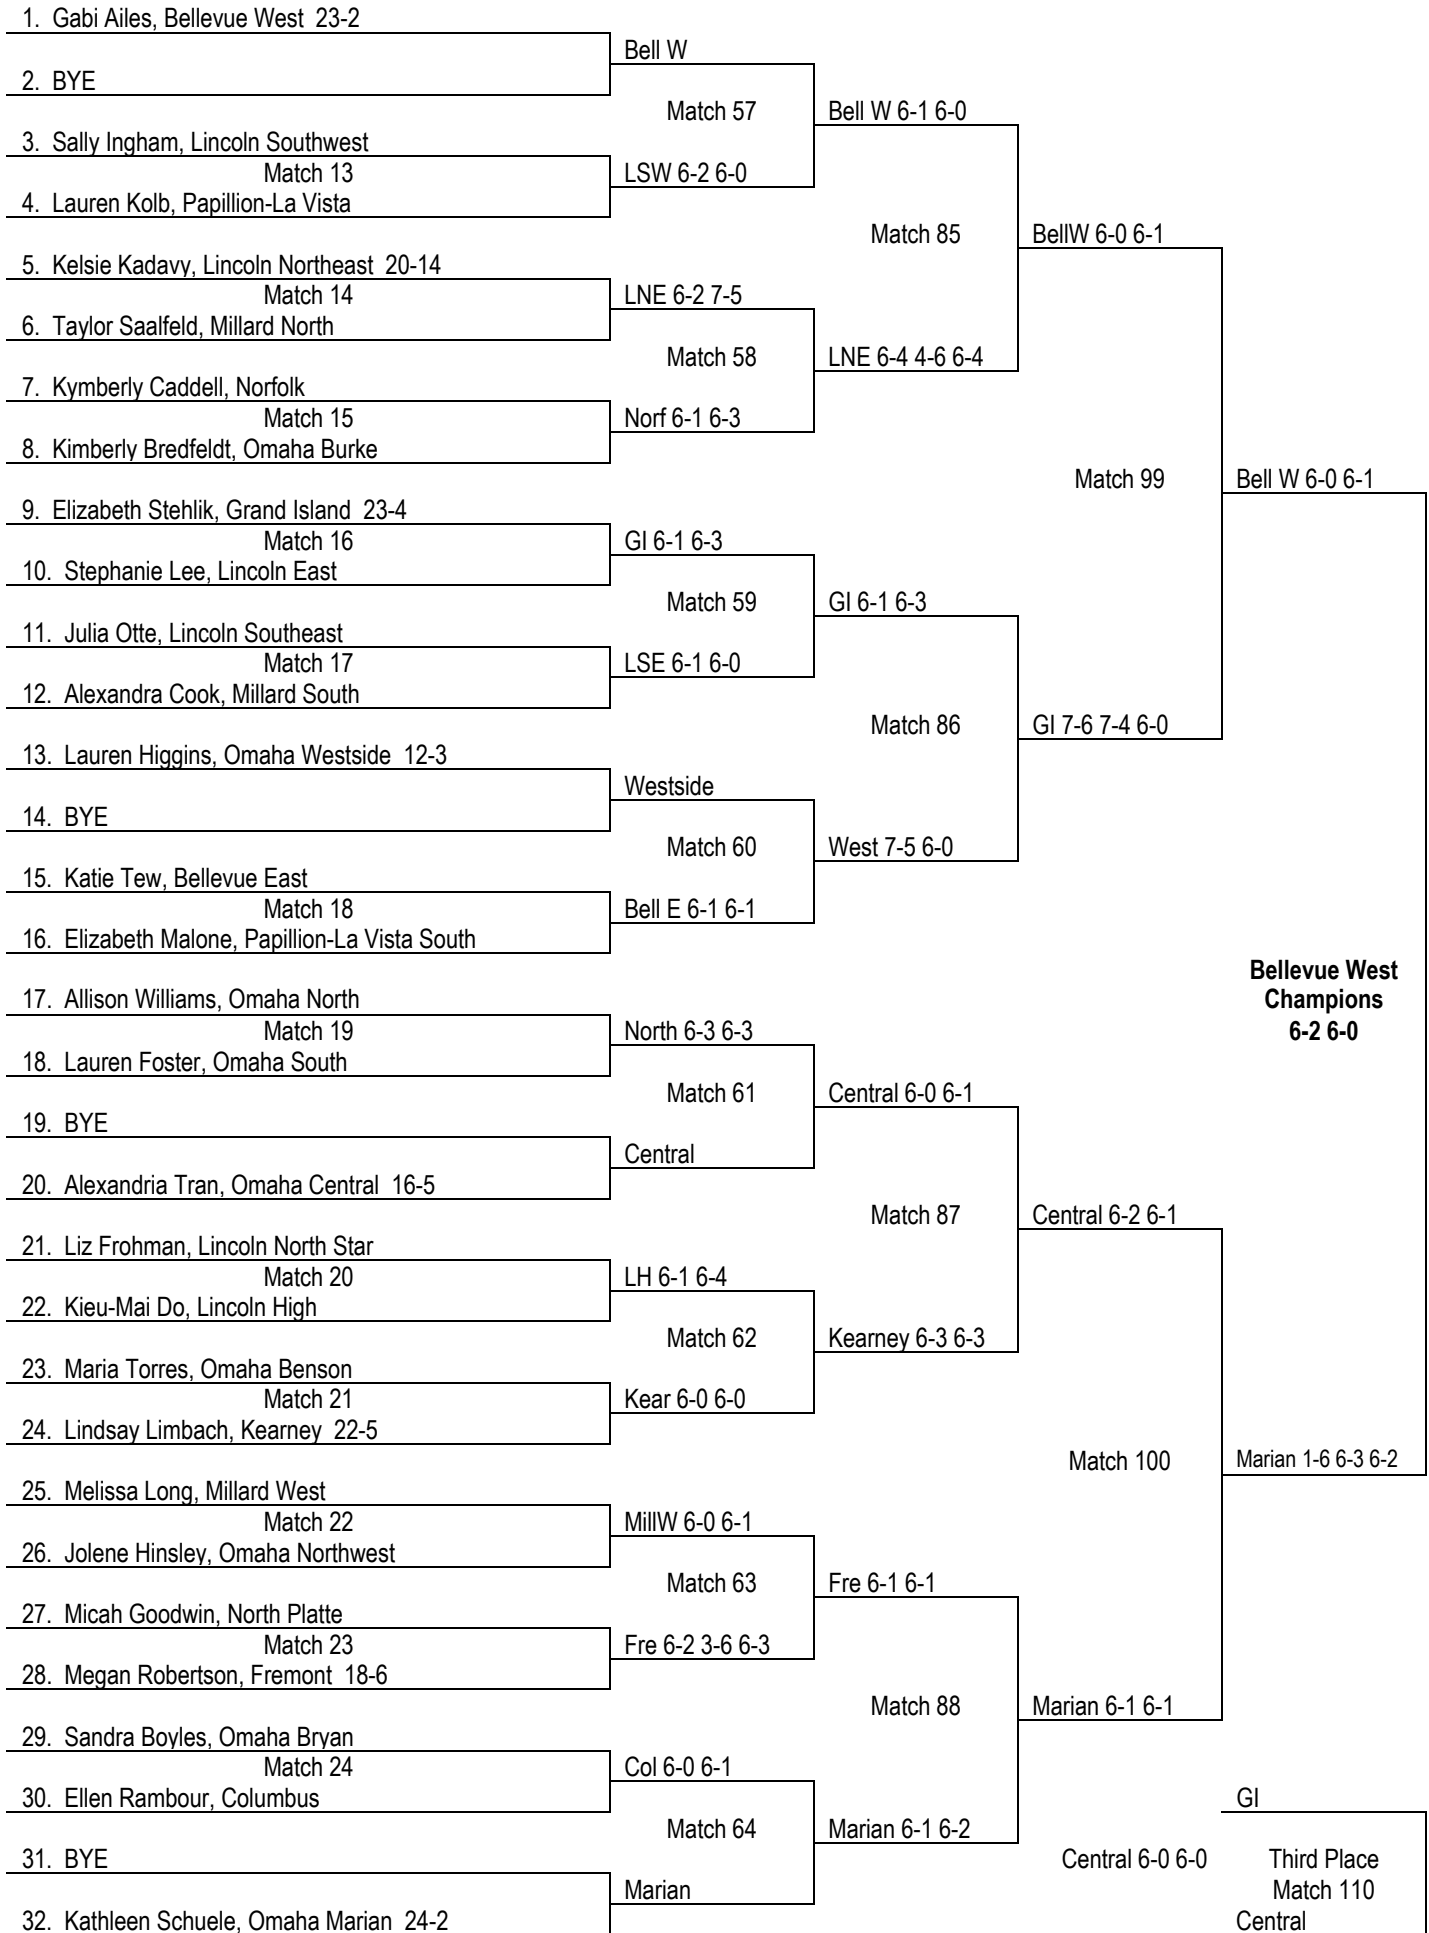 1. Gabi Ailes, Bellevue West 23-2
Bell W
2. BYE
Match 57
Bell W 6-1 6-0
3. Sally Ingham, Lincoln Southwest
Match 13
LSW 6-2 6-0
4. Lauren Kolb, Papillion-La Vista
Match 85
BellW 6-0 6-1
5. Kelsie Kadavy, Lincoln Northeast 20-14
Match 14
LNE 6-2 7-5
6. Taylor Saalfeld, Millard North
Match 58
LNE 6-4 4-6 6-4
7. Kymberly Caddell, Norfolk
Match 15
Norf 6-1 6-3
8. Kimberly Bredfeldt, Omaha Burke
Match 99
Bell W 6-0 6-1
9. Elizabeth Stehlik, Grand Island 23-4
Match 16
GI 6-1 6-3
10. Stephanie Lee, Lincoln East
Match 59
GI 6-1 6-3
11. Julia Otte, Lincoln Southeast
Match 17
LSE 6-1 6-0
12. Alexandra Cook, Millard South
Match 86
GI 7-6 7-4 6-0
13. Lauren Higgins, Omaha Westside 12-3
Westside
14. BYE
Match 60
West 7-5 6-0
15. Katie Tew, Bellevue East
Match 18
Bell E 6-1 6-1
16. Elizabeth Malone, Papillion-La Vista South
Bellevue West
Champions
6-2 6-0
17. Allison Williams, Omaha North
Match 19
North 6-3 6-3
18. Lauren Foster, Omaha South
Match 61
Central 6-0 6-1
19. BYE
Central
20. Alexandria Tran, Omaha Central 16-5
Match 87
Central 6-2 6-1
21. Liz Frohman, Lincoln North Star
Match 20
LH 6-1 6-4
22. Kieu-Mai Do, Lincoln High
Match 62
Kearney 6-3 6-3
23. Maria Torres, Omaha Benson
Match 21
Kear 6-0 6-0
24. Lindsay Limbach, Kearney 22-5
Match 100
Marian 1-6 6-3 6-2
25. Melissa Long, Millard West
Match 22
MillW 6-0 6-1
26. Jolene Hinsley, Omaha Northwest
Match 63
Fre 6-1 6-1
27. Micah Goodwin, North Platte
Match 23
Fre 6-2 3-6 6-3
28. Megan Robertson, Fremont 18-6
Match 88
Marian 6-1 6-1
29. Sandra Boyles, Omaha Bryan
Match 24
Col 6-0 6-1
30. Ellen Rambour, Columbus
GI
Match 64
Marian 6-1 6-2
31. BYE
Central 6-0 6-0
Third Place
Match 110
Marian
32. Kathleen Schuele, Omaha Marian 24-2
Central